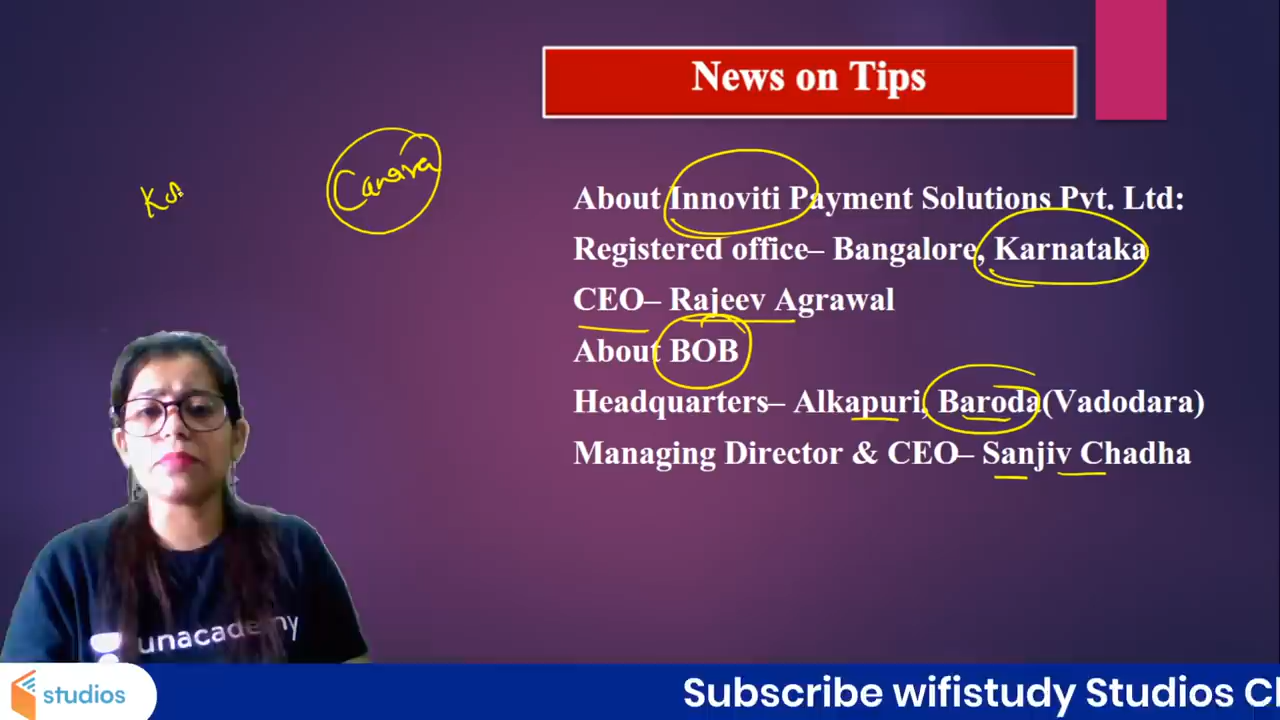 News on Tips
Canara
About Innoviti Payment Solutions Pvt. Ltd:
Registered office– Bangalore, Karnataka
CEO– Rajeev Agrawal
About BOB
Headquarters– Alkapuri, Baroda(Vadodara)
Managing Director & CEO– Sanjiv Chadha
unacademy
studios
Subscribe wifistudy Studios C